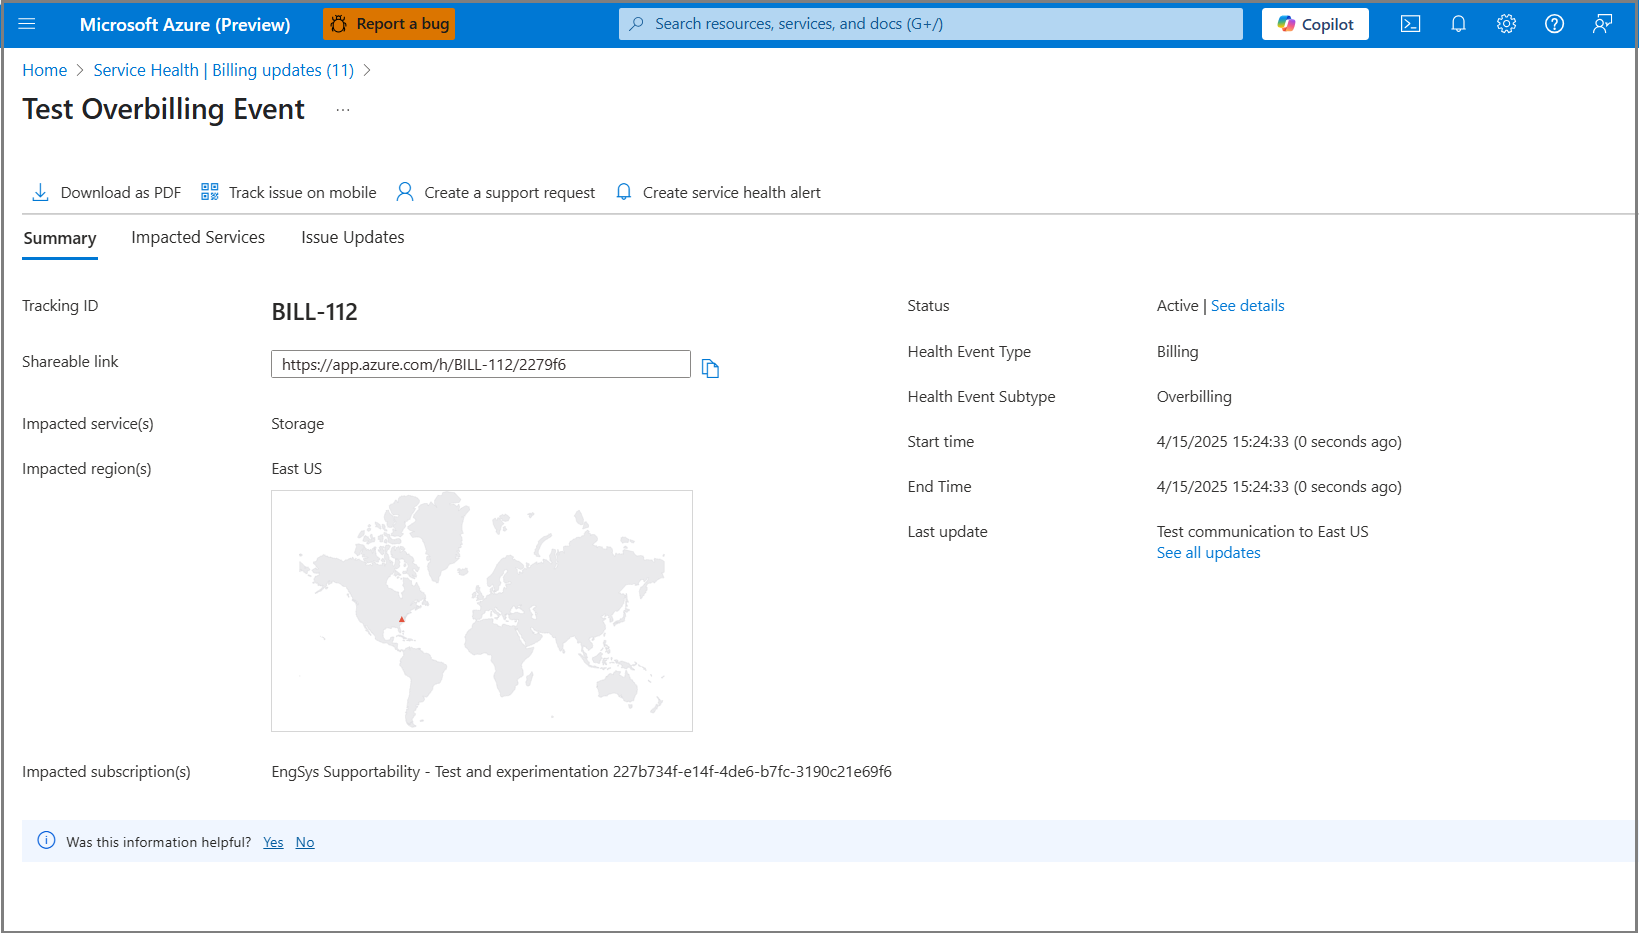 Microsoft Azure (Preview) Report a bug Search resources, services, and docs (G+/) Copilot
Home > Service Health | Billing updates (11) >
Test Overbilling Event ...
Download as PDF Track issue on mobile Create a support request Create service health alert
Summary Impacted Services Issue Updates
Tracking ID BILL-112
Shareable link https://app.azure.com/h/BILL-112/2279f6
Impacted service(s) Storage
Impacted region(s) East US
Status Active | See details
Health Event Type Billing
Health Event Subtype Overbilling
Start time 4/15/2025 15:24:33 (0 seconds ago)
End Time 4/15/2025 15:24:33 (0 seconds ago)
Last update Test communication to East US
See all updates
Impacted subscription(s) EngSys Supportability - Test and experimentation 227b734f-e14f-4de6-b7fc-3190c21e69f6
Was this information helpful? Yes No